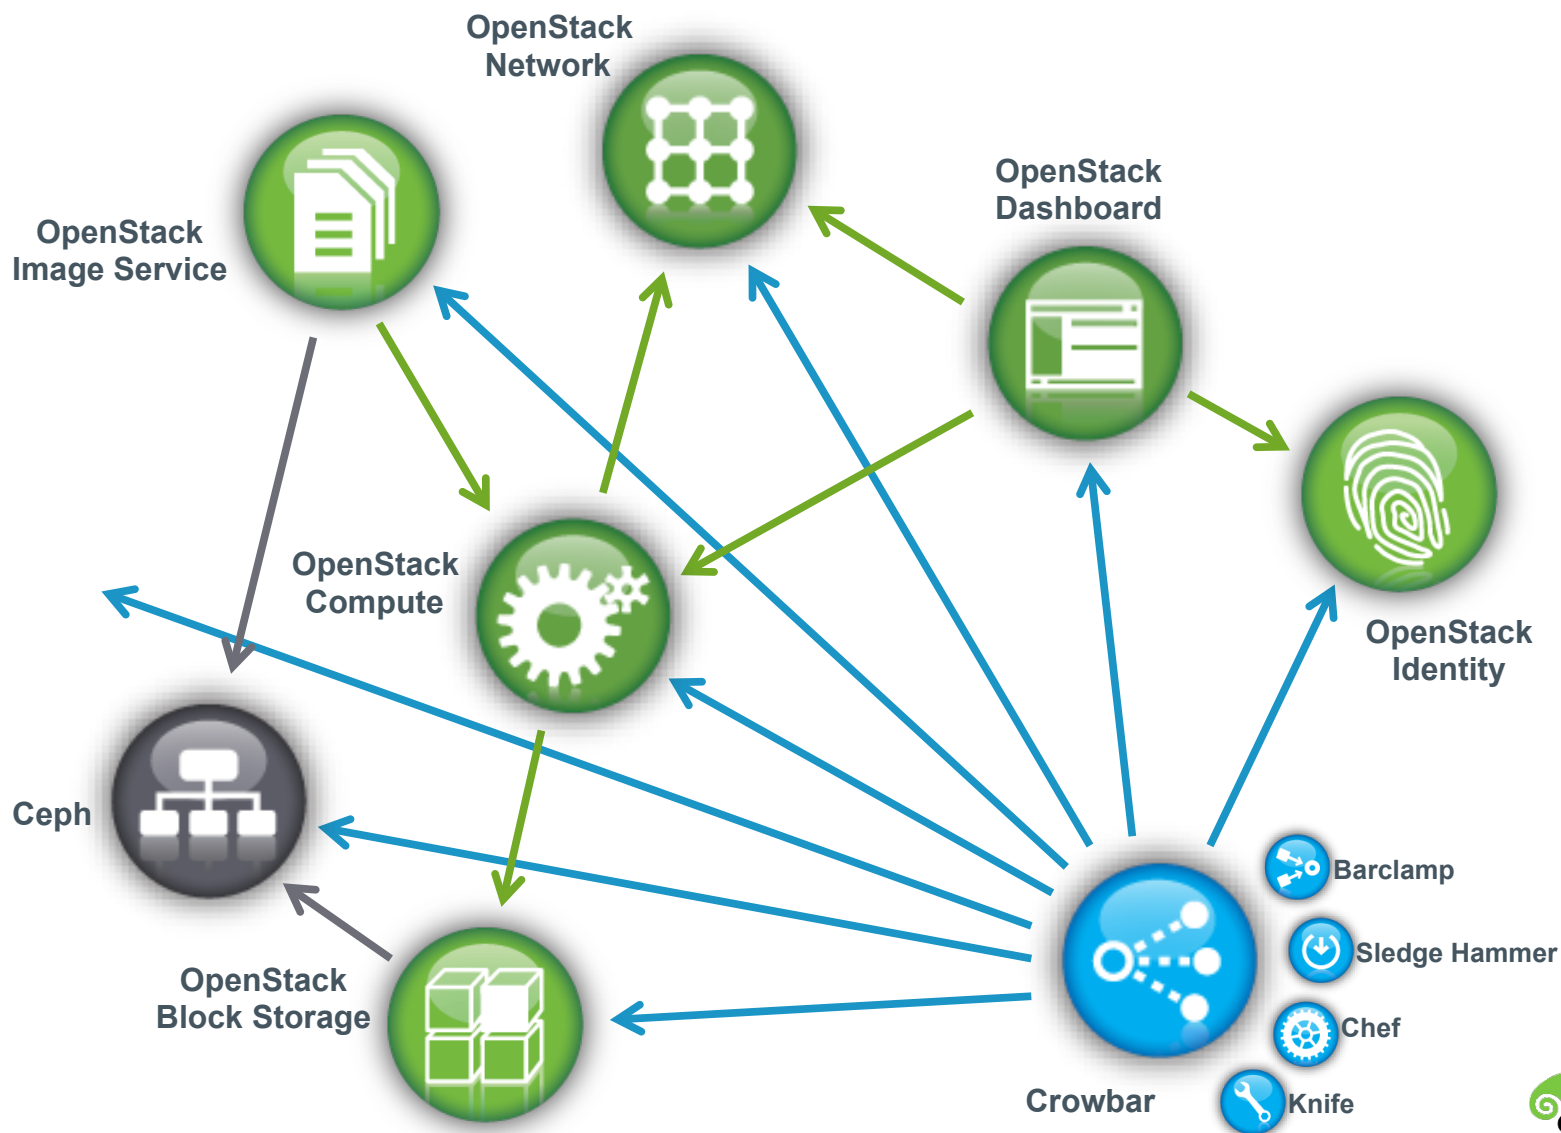 OpenStack
Network
OpenStack
Dashboard
OpenStack
Image Service
OpenStack
Compute
OpenStack
Identity
Ceph
Barclamp
Sledge Hammer
OpenStack
Block Storage
Chef
Crowbar
Knife